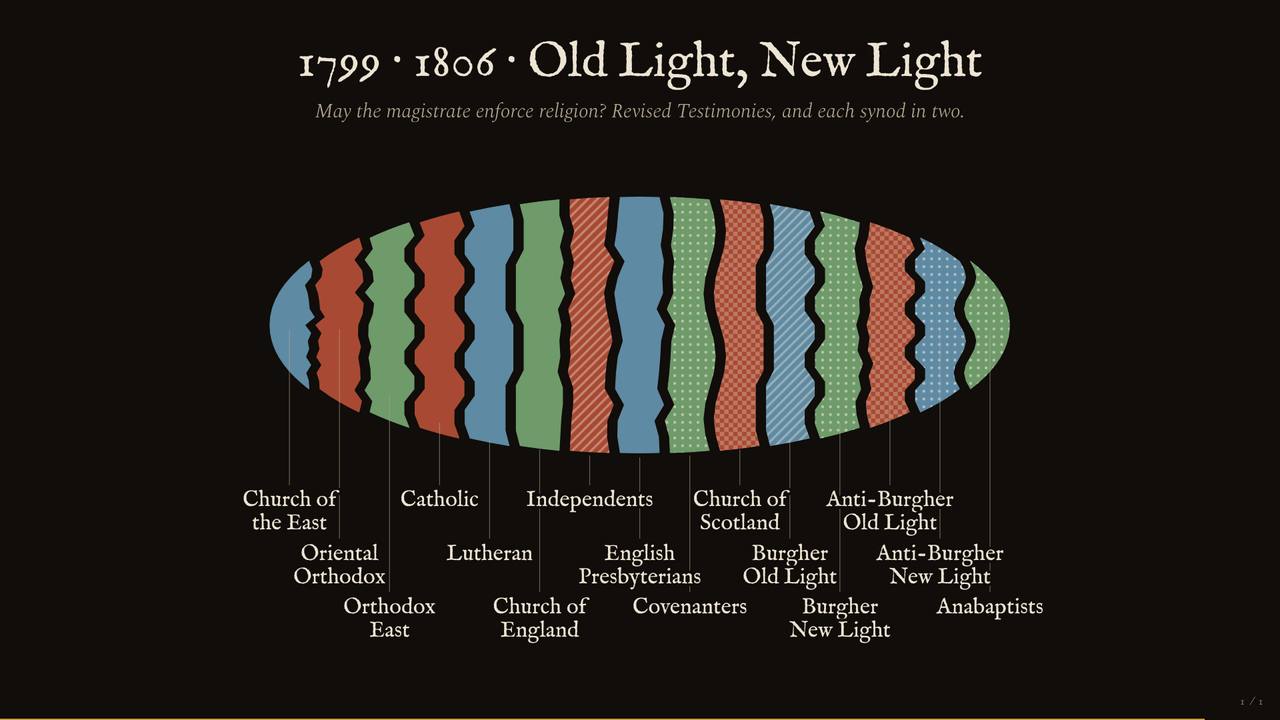 1799 · 1806 · Old Light, New Light
May the magistrate enforce religion? Revised Testimonies, and each synod in two.
Church of
the East
Catholic
Independents
Church of
Scotland
Anti-Burgher
Old Light
Oriental
Orthodox
Lutheran
English
Presbyterians
Burgher
Old Light
Anti-Burgher
New Light
Orthodox
East
Church of
England
Covenanters
Burgher
New Light
Anabaptists
1 / 1